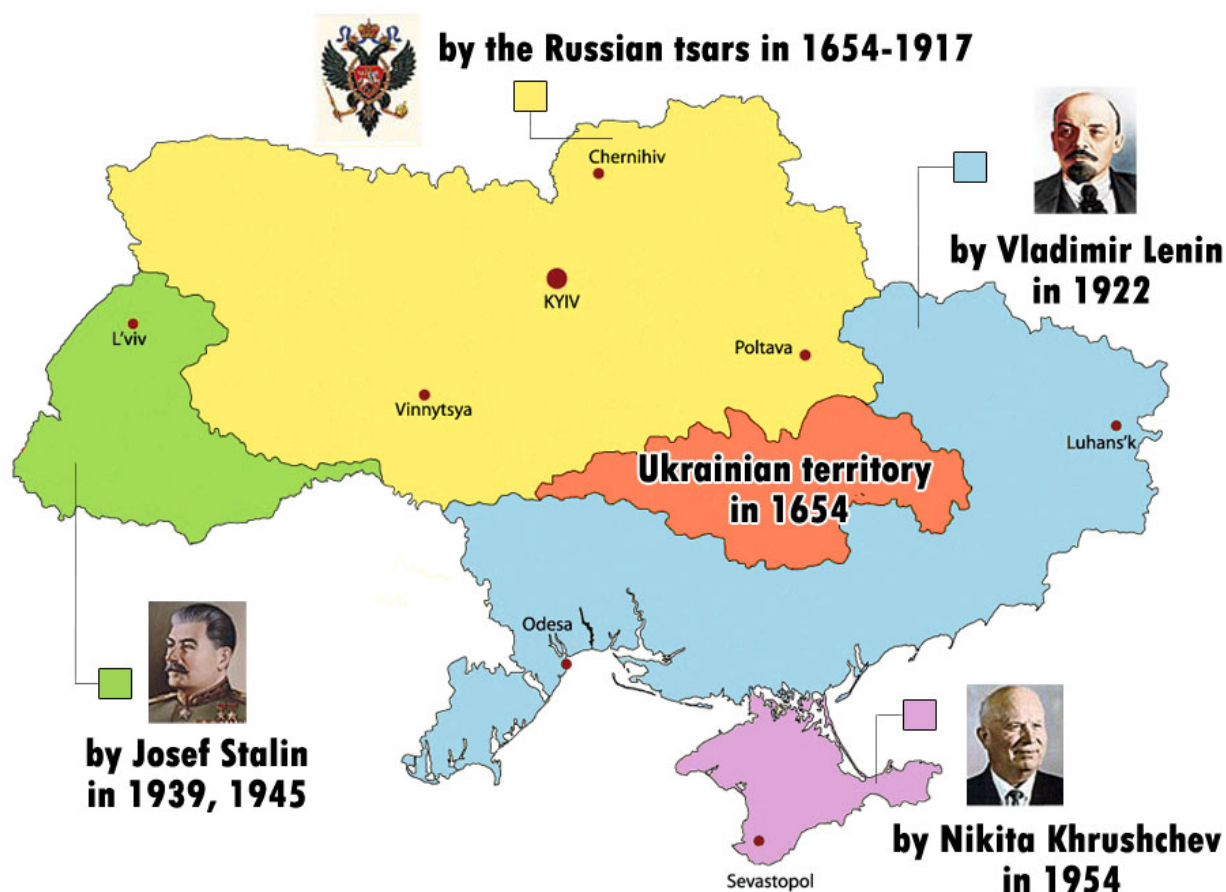 by the Russian tsars in 1654-1917
Chernihiv
by Vladimir Lenin
in 1922
KYIV
L'viv
Poltava
Vinnytsya
Luhans'k
Ukrainian territory
in 1654
Odesa
by Josef Stalin
in 1939, 1945
by Nikita Khrushchev
in 1954
Sevastopol